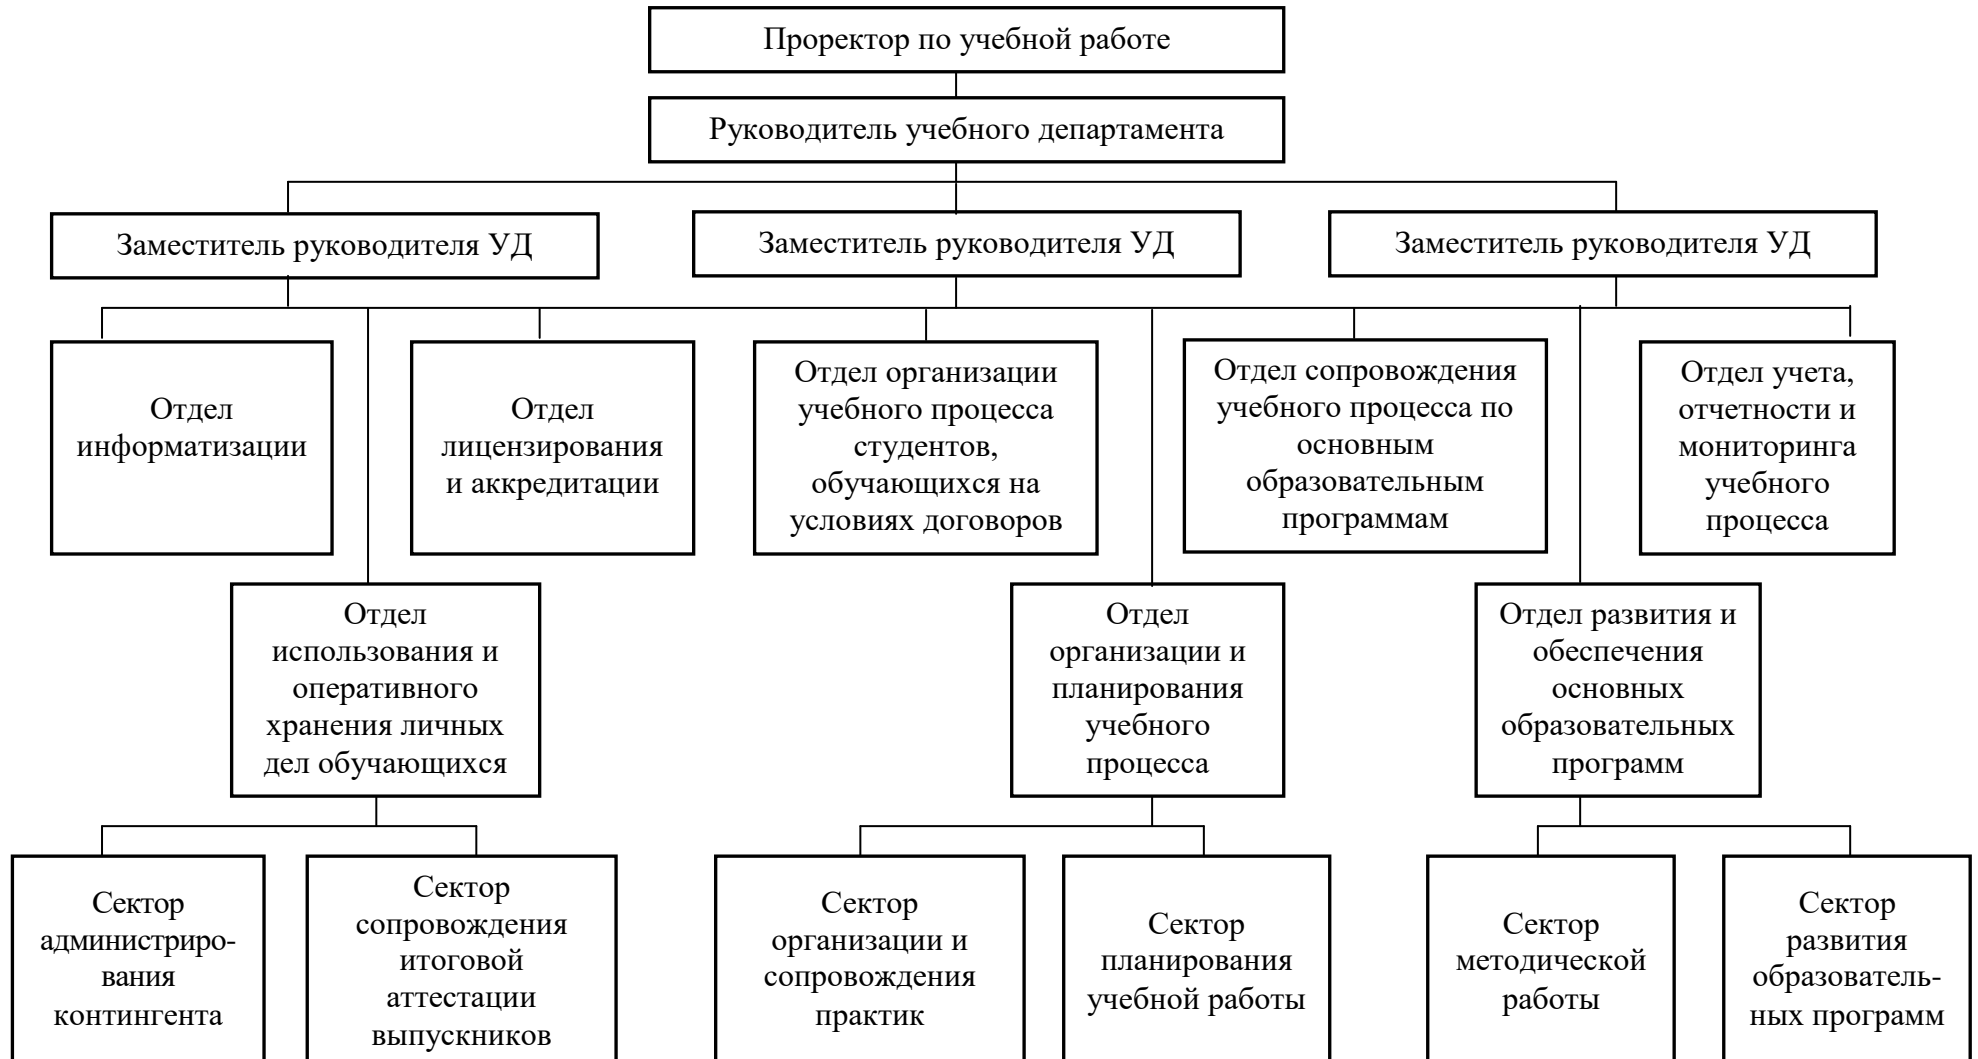 Проректор по учебной работе
Руководитель учебного департамента
Заместитель руководителя УД
Заместитель руководителя УД
Заместитель руководителя УД
Отдел
информатизации
Отдел
лицензирования
и аккредитации
Отдел организации
учебного процесса
студентов,
обучающихся на
условиях договоров
Отдел сопровождения
учебного процесса по
основным
образовательным
программам
Отдел учета,
отчетности и
мониторинга
учебного
процесса
Отдел
использования и
оперативного
хранения личных
дел обучающихся
Отдел
организации и
планирования
учебного
процесса
Отдел развития и
обеспечения
основных
образовательных
программ
Сектор
администриро-
вания
контингента
Сектор
сопровождения
итоговой
аттестации
выпускников
Сектор
организации и
сопровождения
практик
Сектор
планирования
учебной работы
Сектор
методической
работы
Сектор
развития
образователь-
ных программ